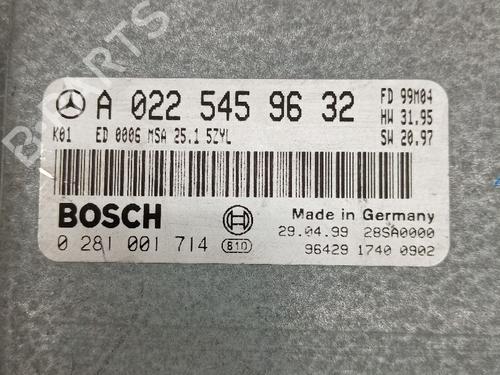 A 022 545 96 32
FD 99M04
HW 31.95
K01 ED 0006 MSA 25.1 5ZYL
SW 20.97
BOSCH
Made in Germany
0 281 001 714 810
29.04.99 28SA0000
96429 1740 0902
PARTS